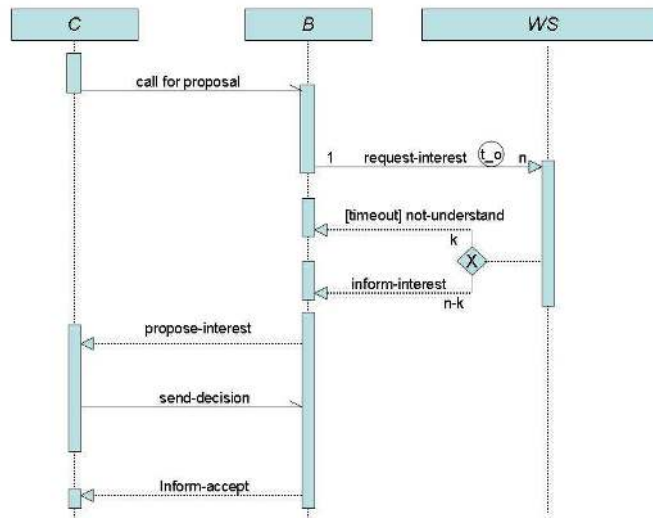 C
B
WS
call for proposal
1 request-interest t_o n
[timeout] not-understand
k
X
inform-interest
n-k
propose-interest
send-decision
Inform-accept